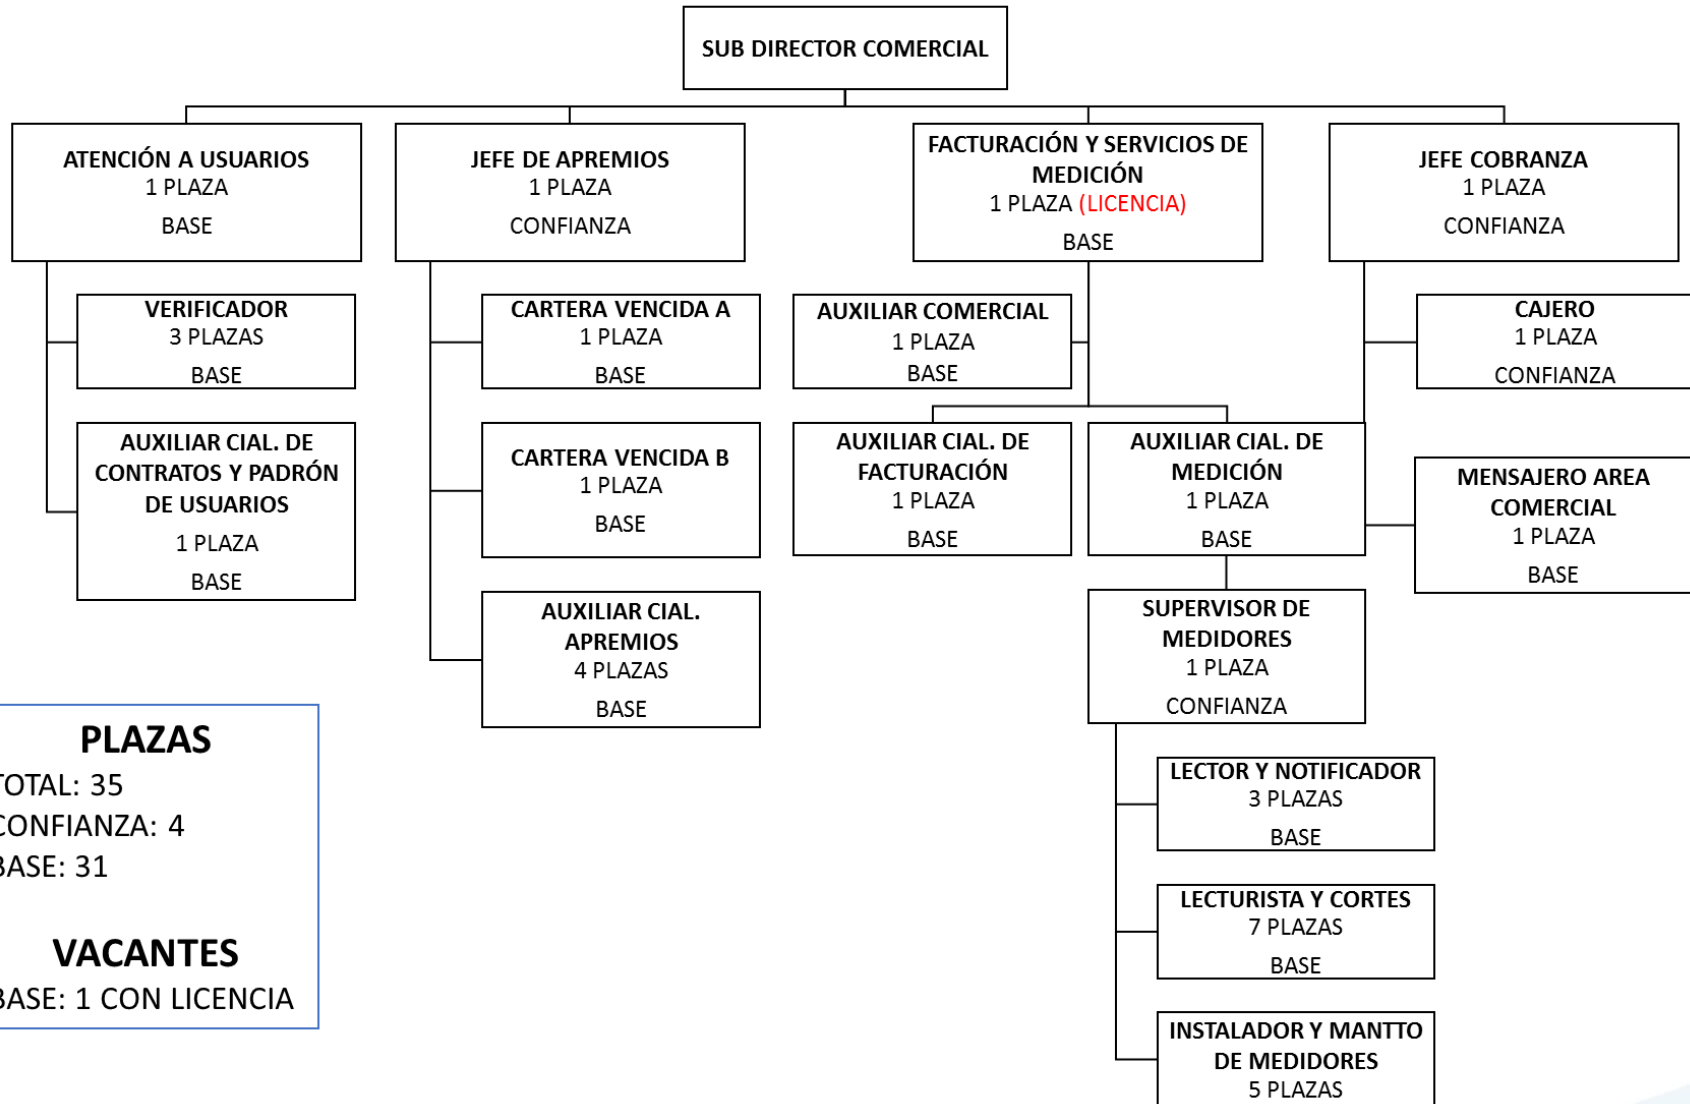 SUB DIRECTOR COMERCIAL
ATENCIÓN A USUARIOS
1 PLAZA
BASE
JEFE DE APREMIOS
1 PLAZA
CONFIANZA
FACTURACIÓN Y SERVICIOS DE
MEDICIÓN
1 PLAZA (LICENCIA)
BASE
JEFE COBRANZA
1 PLAZA
CONFIANZA
VERIFICADOR
3 PLAZAS
BASE
CARTERA VENCIDA A
1 PLAZA
BASE
AUXILIAR COMERCIAL
1 PLAZA
BASE
CAJERO
1 PLAZA
CONFIANZA
AUXILIAR CIAL. DE
CONTRATOS Y PADRÓN
DE USUARIOS
1 PLAZA
BASE
CARTERA VENCIDA B
1 PLAZA
BASE
AUXILIAR CIAL. DE
FACTURACIÓN
1 PLAZA
BASE
AUXILIAR CIAL. DE
MEDICIÓN
1 PLAZA
BASE
MENSAJERO AREA
COMERCIAL
1 PLAZA
BASE
AUXILIAR CIAL.
APREMIOS
4 PLAZAS
BASE
SUPERVISOR DE
MEDIDORES
1 PLAZA
CONFIANZA
LECTOR Y NOTIFICADOR
3 PLAZAS
BASE
LECTURISTA Y CORTES
7 PLAZAS
BASE
INSTALADOR Y MANTTO
DE MEDIDORES
5 PLAZAS
PLAZAS
TOTAL: 35
CONFIANZA: 4
BASE: 31
VACANTES
BASE: 1 CON LICENCIA